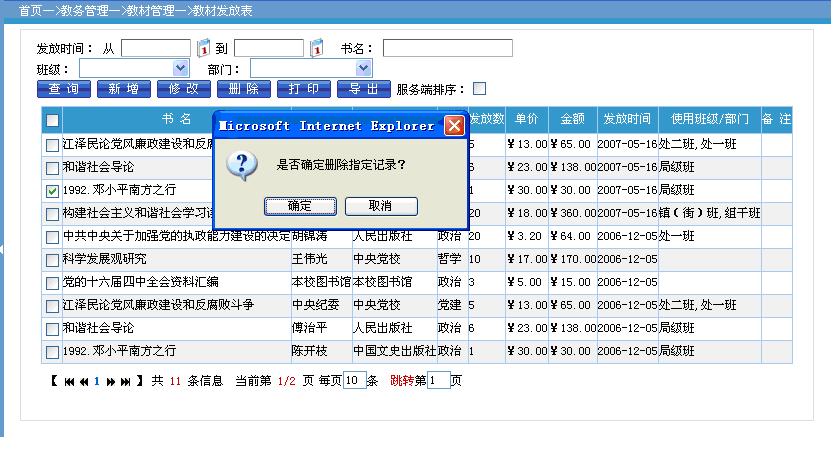 首页—>教务管理—>教材管理—>教材发放表
发放时间： 从 1 到 1 书名：
班级： 部门：
查 询 新 增 修 改 删 除 打 印 导 出 服务端排序：
书 名 发放数 单价 金额 发放时间 使用班级/部门 备 注
Microsoft Internet Explorer
是否确定删除指定记录？
确定 取消
江泽民论党风廉政建设和反腐 5 ￥13.00 ￥65.00 2007-05-16 处二班,处一班
和谐社会导论 6 ￥23.00 ￥138.00 2007-05-16 局级班
1992.邓小平南方之行 1 ￥30.00 ￥30.00 2007-05-16 局级班
构建社会主义和谐社会学习 20 ￥18.00 ￥360.00 2007-05-16 镇（街）班,组干班
中共中央关于加强党的执政能力建设的决定 胡锦涛 人民出版社 政治 20 ￥3.20 ￥64.00 2006-12-05 处一班
科学发展观研究 王伟光 中央党校 哲学 10 ￥17.00 ￥170.00 2006-12-05
党的十六届四中全会资料汇编 本校图书馆 本校图书馆 政治 3 ￥5.00 ￥15.00 2006-12-05
江泽民论党风廉政建设和反腐败斗争 中央纪委 中央党校 党建 5 ￥13.00 ￥65.00 2006-12-05 处二班,处一班
和谐社会导论 傅治平 人民出版社 政治 6 ￥23.00 ￥138.00 2006-12-05 局级班
1992.邓小平南方之行 陈开枝 中国文史出版社 政治 1 ￥30.00 ￥30.00 2006-12-05 局级班
【 1 】 共 11 条信息 当前第 1/2 页 每页 10 条 跳转第 1 页